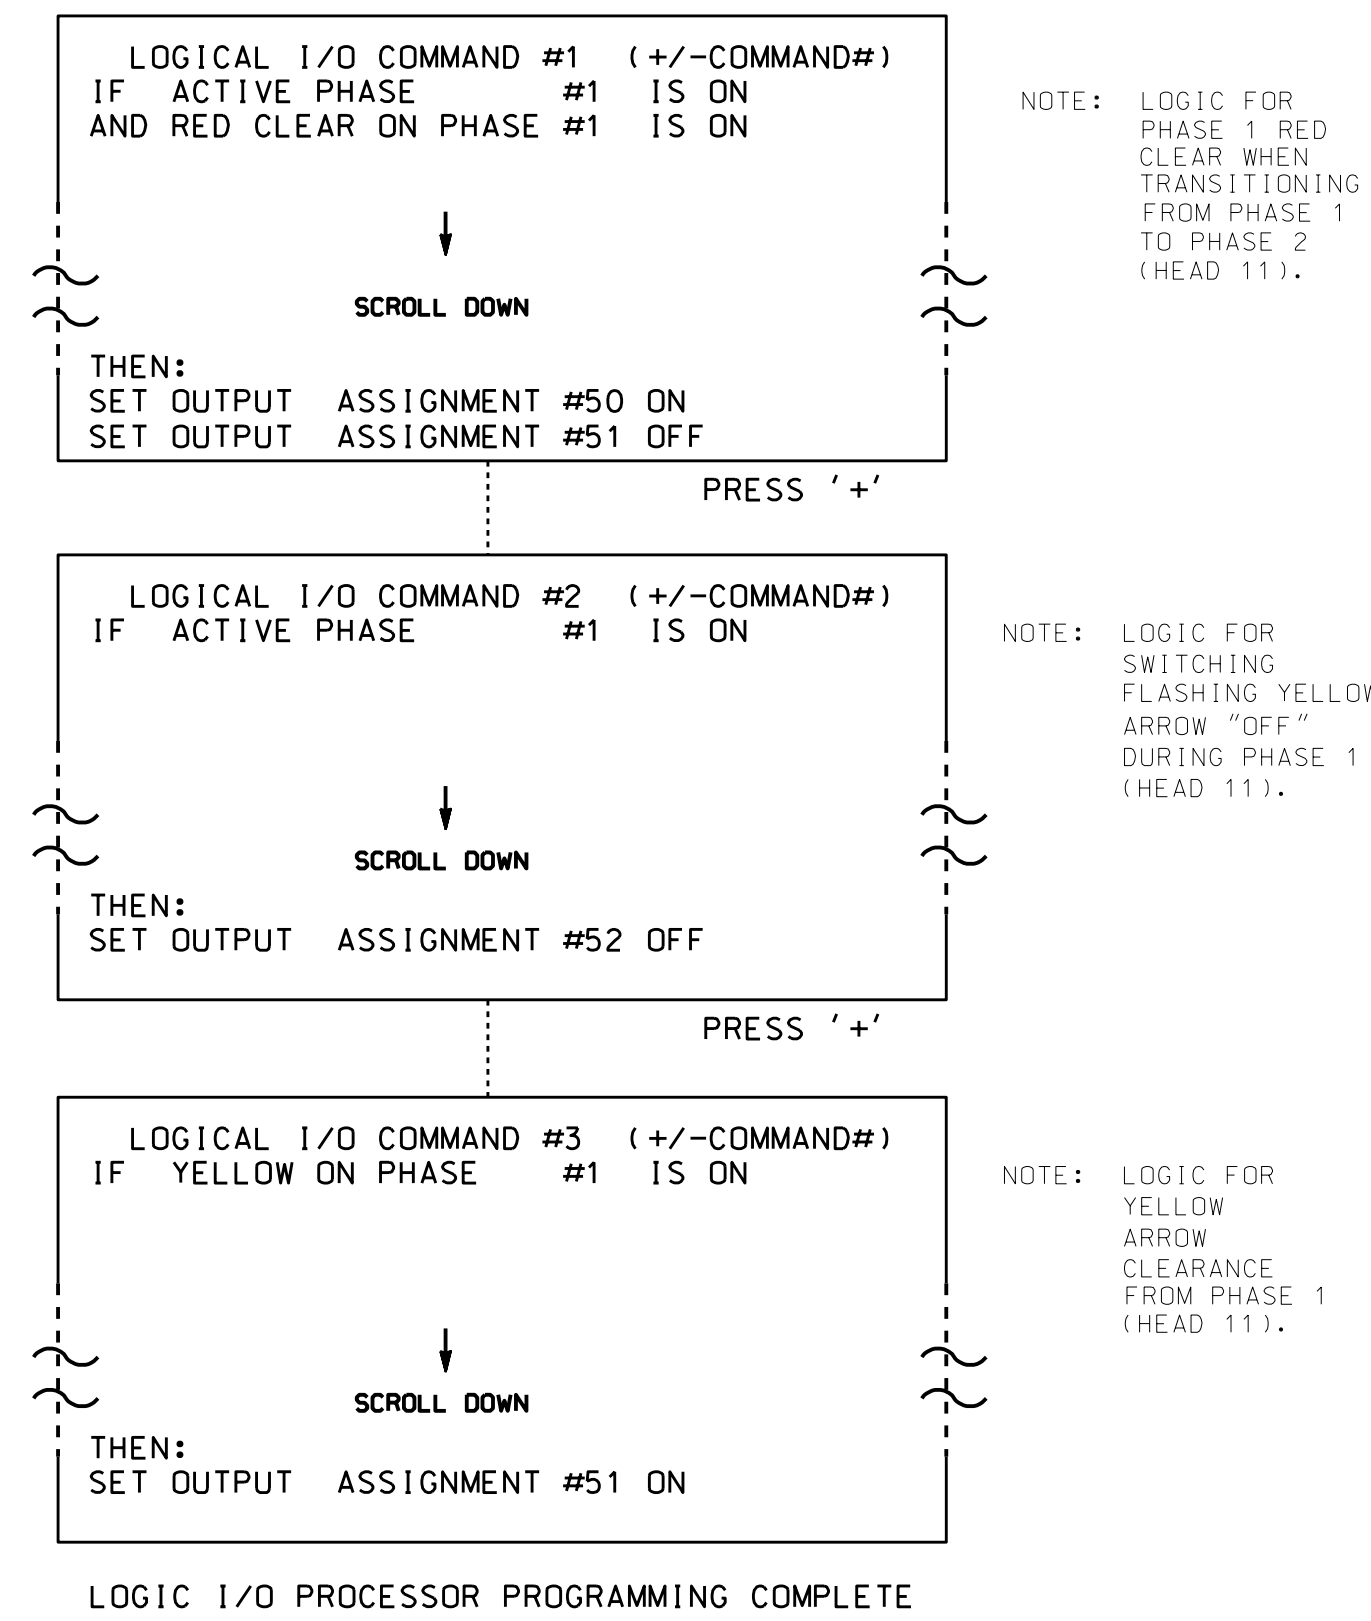 LOGICAL I/O COMMAND #1 (+/-COMMAND#)
IF ACTIVE PHASE #1 IS ON
AND RED CLEAR ON PHASE #1 IS ON
SCROLL DOWN
THEN:
SET OUTPUT ASSIGNMENT #50 ON
SET OUTPUT ASSIGNMENT #51 OFF
NOTE: LOGIC FOR
PHASE 1 RED
CLEAR WHEN
TRANSITIONING
FROM PHASE 1
TO PHASE 2
(HEAD 11).
PRESS '+'
LOGICAL I/O COMMAND #2 (+/-COMMAND#)
IF ACTIVE PHASE #1 IS ON
SCROLL DOWN
THEN:
SET OUTPUT ASSIGNMENT #52 OFF
NOTE: LOGIC FOR
SWITCHING
FLASHING YELLOW
ARROW "OFF"
DURING PHASE 1
(HEAD 11).
PRESS '+'
LOGICAL I/O COMMAND #3 (+/-COMMAND#)
IF YELLOW ON PHASE #1 IS ON
SCROLL DOWN
THEN:
SET OUTPUT ASSIGNMENT #51 ON
NOTE: LOGIC FOR
YELLOW
ARROW
CLEARANCE
FROM PHASE 1
(HEAD 11).
LOGIC I/O PROCESSOR PROGRAMMING COMPLETE